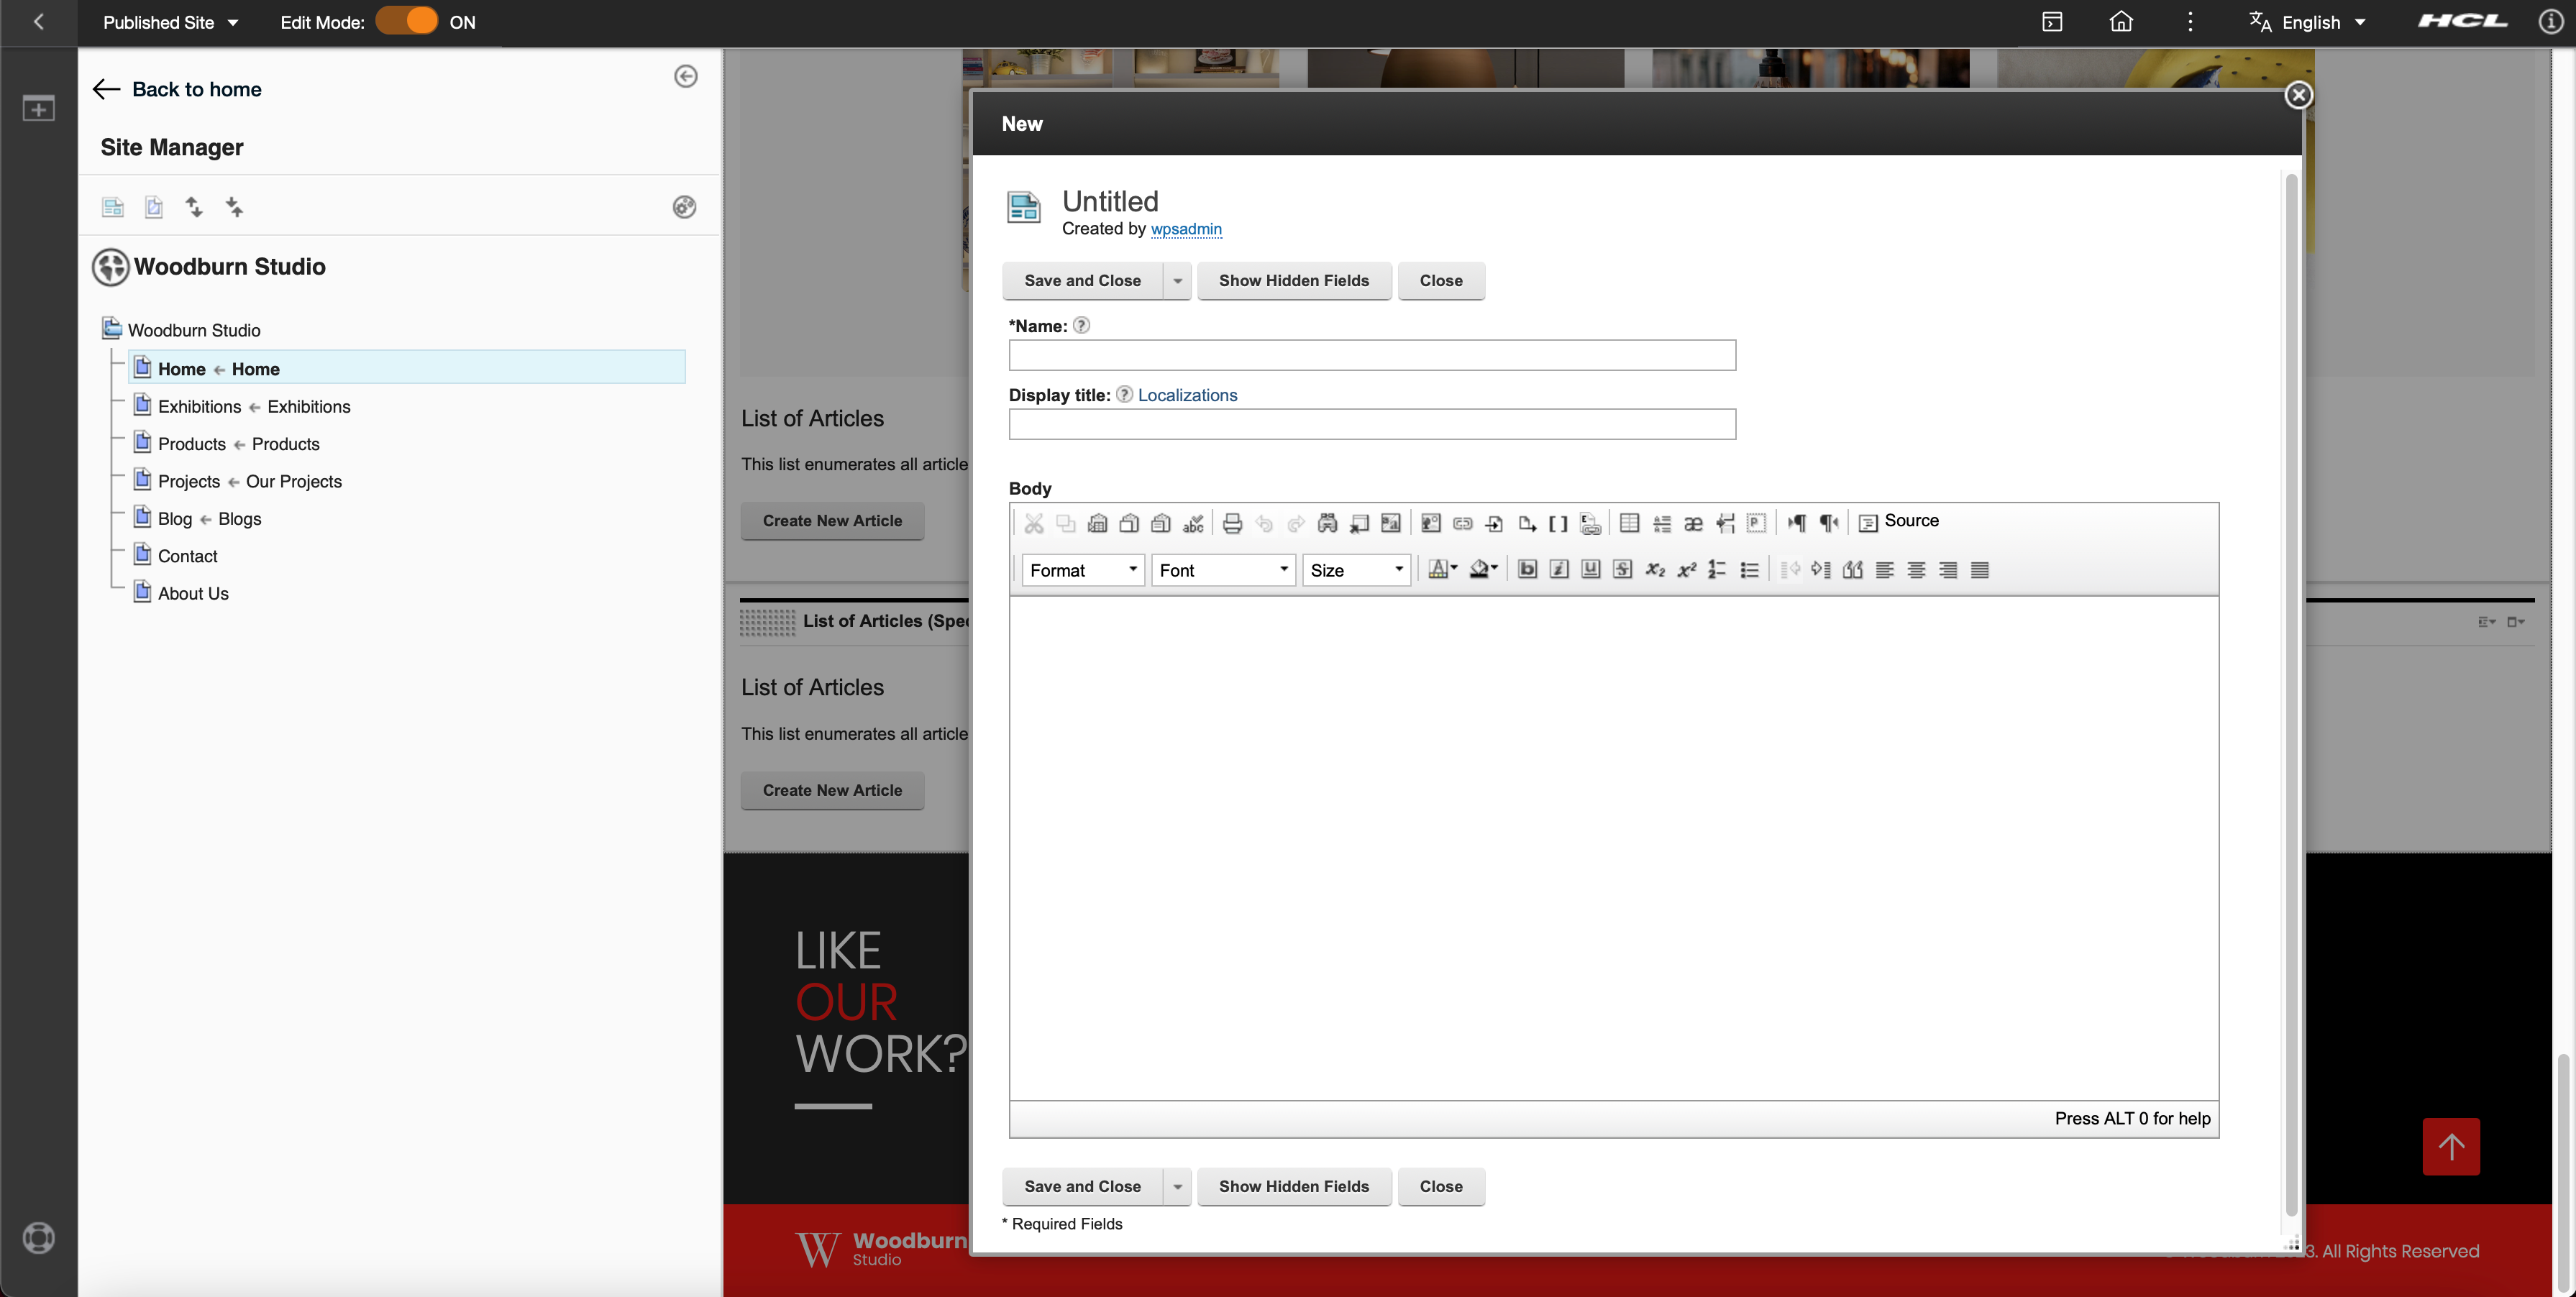 Published Site
Edit Mode: ON
English
HCL
Back to home
Site Manager
Woodburn Studio
Woodburn Studio
Home ← Home
Exhibitions ← Exhibitions
Products ← Products
Projects ← Our Projects
Blog ← Blogs
Contact
About Us
List of Articles
This list enumerates all article
Create New Article
List of Articles (Spe
List of Articles
This list enumerates all article
Create New Article
LIKE
OUR
WORK?
Woodburn
Studio
New
Untitled
Created by wpsadmin
Save and Close
Show Hidden Fields
Close
*Name:
Display title: Localizations
Body
Source
Format
Font
Size
Press ALT 0 for help
Save and Close
Show Hidden Fields
Close
* Required Fields
3. All Rights Reserved